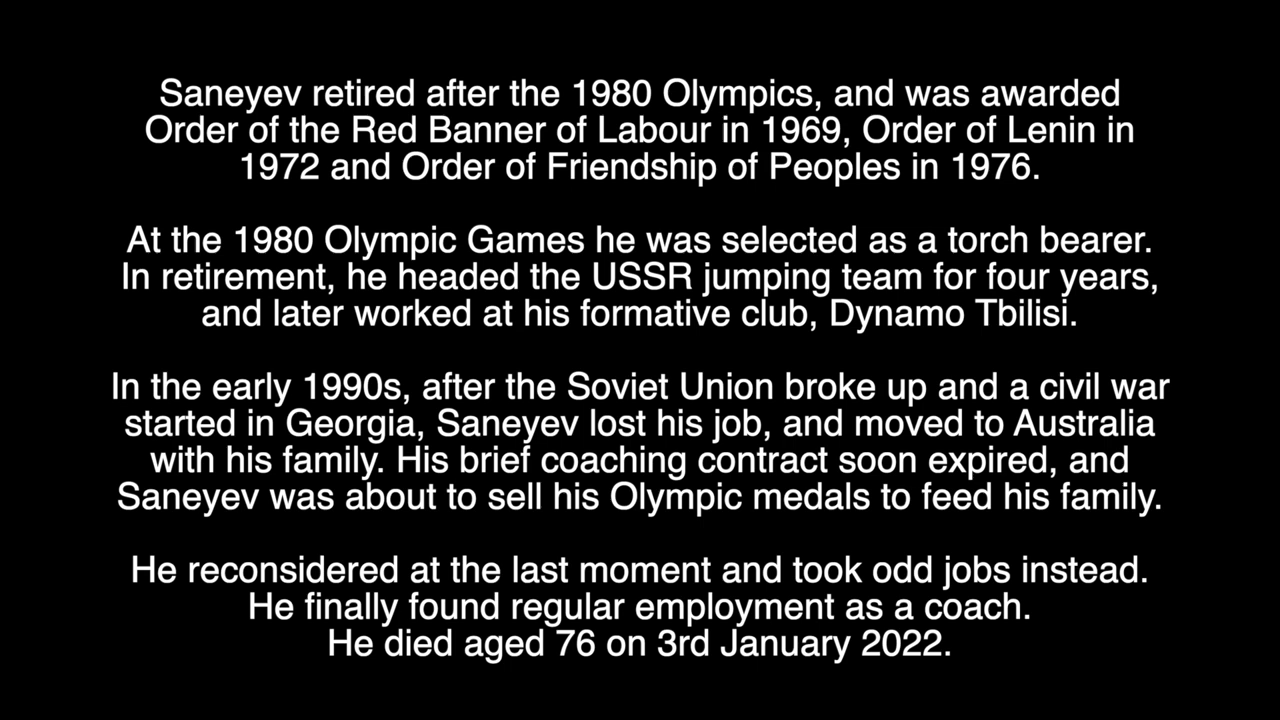 Saneyev retired after the 1980 Olympics, and was awarded
Order of the Red Banner of Labour in 1969, Order of Lenin in
1972 and Order of Friendship of Peoples in 1976.
At the 1980 Olympic Games he was selected as a torch bearer.
In retirement, he headed the USSR jumping team for four years,
and later worked at his formative club, Dynamo Tbilisi.
In the early 1990s, after the Soviet Union broke up and a civil war
started in Georgia, Saneyev lost his job, and moved to Australia
with his family. His brief coaching contract soon expired, and
Saneyev was about to sell his Olympic medals to feed his family.
He reconsidered at the last moment and took odd jobs instead.
He finally found regular employment as a coach.
He died aged 76 on 3rd January 2022.